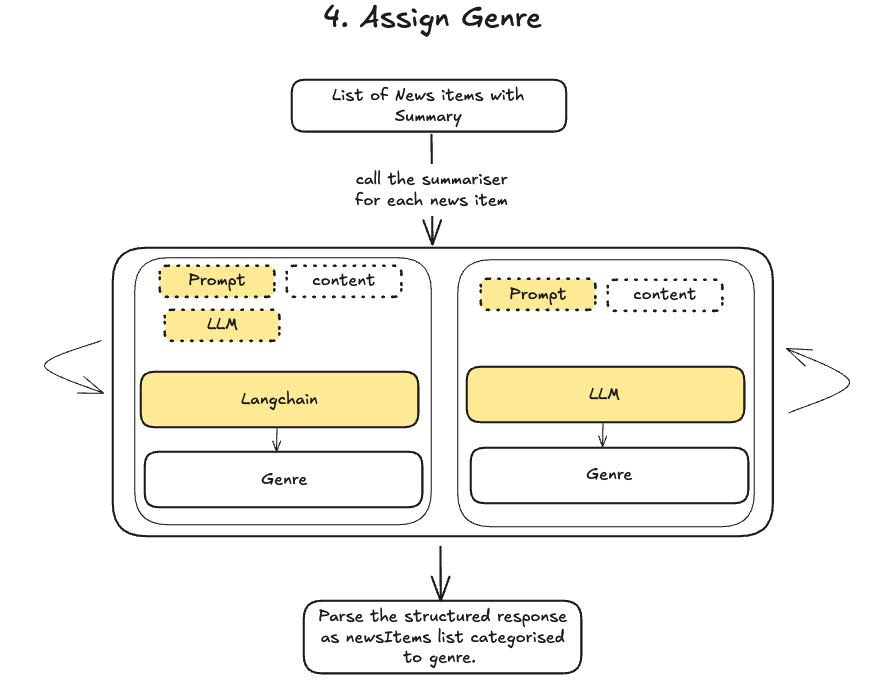 4. Assign Genre
List of News items with
Summary
call the summariser
for each news item
Prompt
content
LLM
Langchain
Genre
Prompt
content
LLM
Genre
Parse the structured response
as newsItems list categorised
to genre.